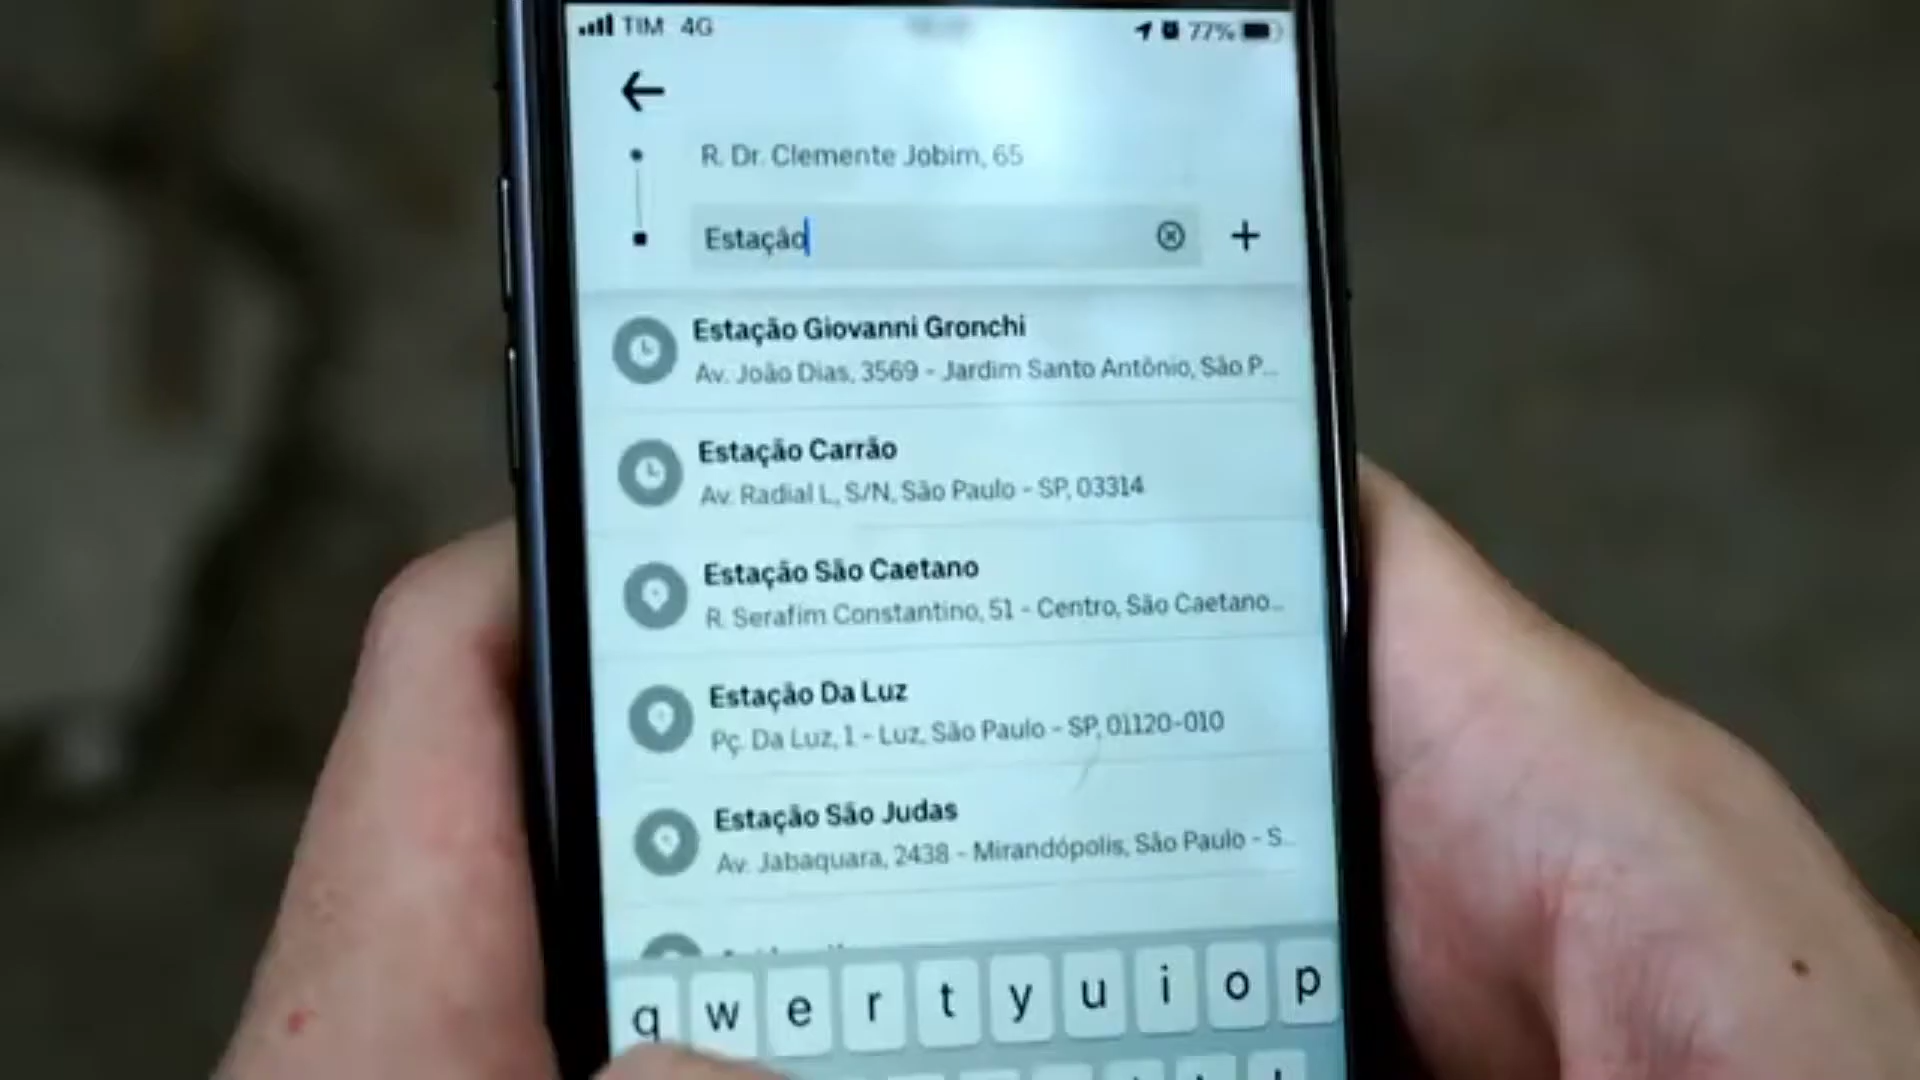 TIM 4G 77%
R. Dr. Clemente Jobim, 65
Estação
Estação Giovanni Gronchi
Av. João Dias, 3569 - Jardim Santo Antônio, São P...
Estação Carrão
Av. Radial L, S/N, São Paulo - SP, 03314
Estação São Caetano
R. Serafim Constantino, 51 - Centro, São Caetano...
Estação Da Luz
Pç. Da Luz, 1 - Luz, São Paulo - SP, 01120-010
Estação São Judas
Av. Jabaquara, 2438 - Mirandópolis, São Paulo - S...
q w e r t y u i o p